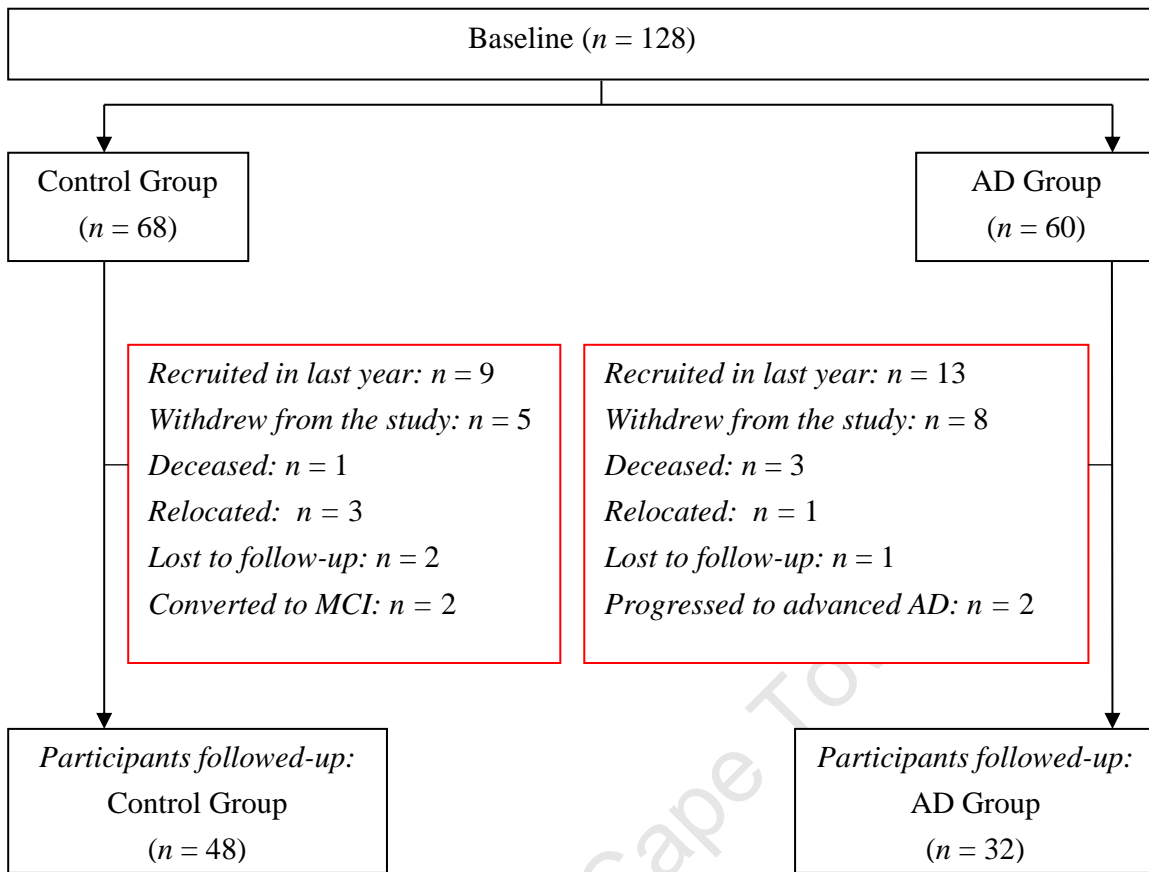 Baseline (n = 128)
Control Group
(n = 68)
AD Group
(n = 60)
Recruited in last year: n = 9
Withdrew from the study: n = 5
Deceased: n = 1
Relocated: n = 3
Lost to follow-up: n = 2
Converted to MCI: n = 2
Recruited in last year: n = 13
Withdrew from the study: n = 8
Deceased: n = 3
Relocated: n = 1
Lost to follow-up: n = 1
Progressed to advanced AD: n = 2
Participants followed-up:
Control Group
(n = 48)
Participants followed-up:
AD Group
(n = 32)
Cape